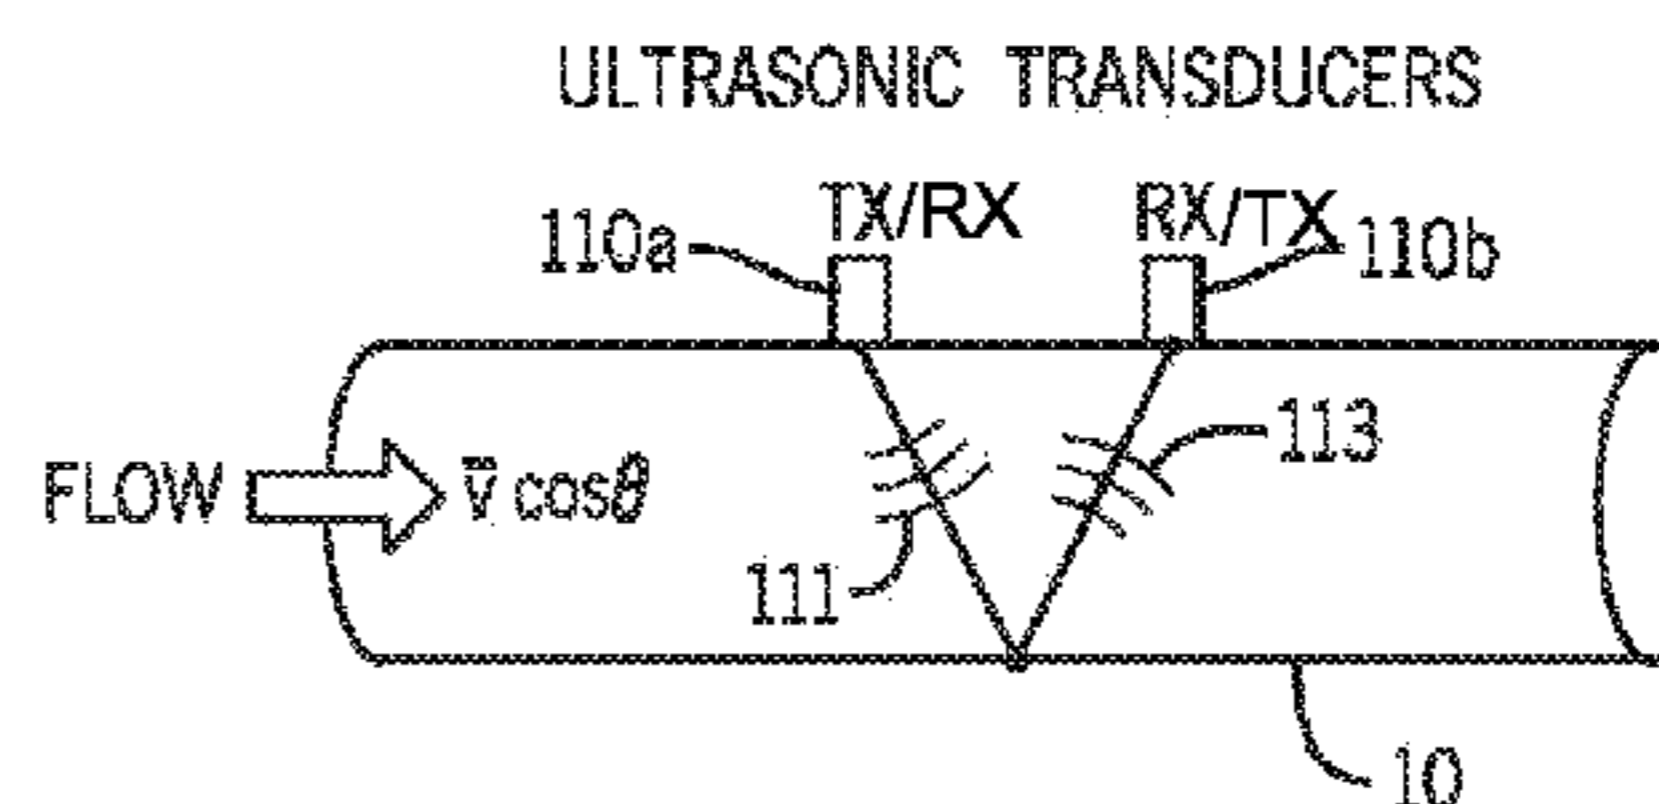 ULTRASONIC TRANSDUCERS
TX/RX RX/TX
110a 110b
113
FLOW v̅ cosθ
111
10